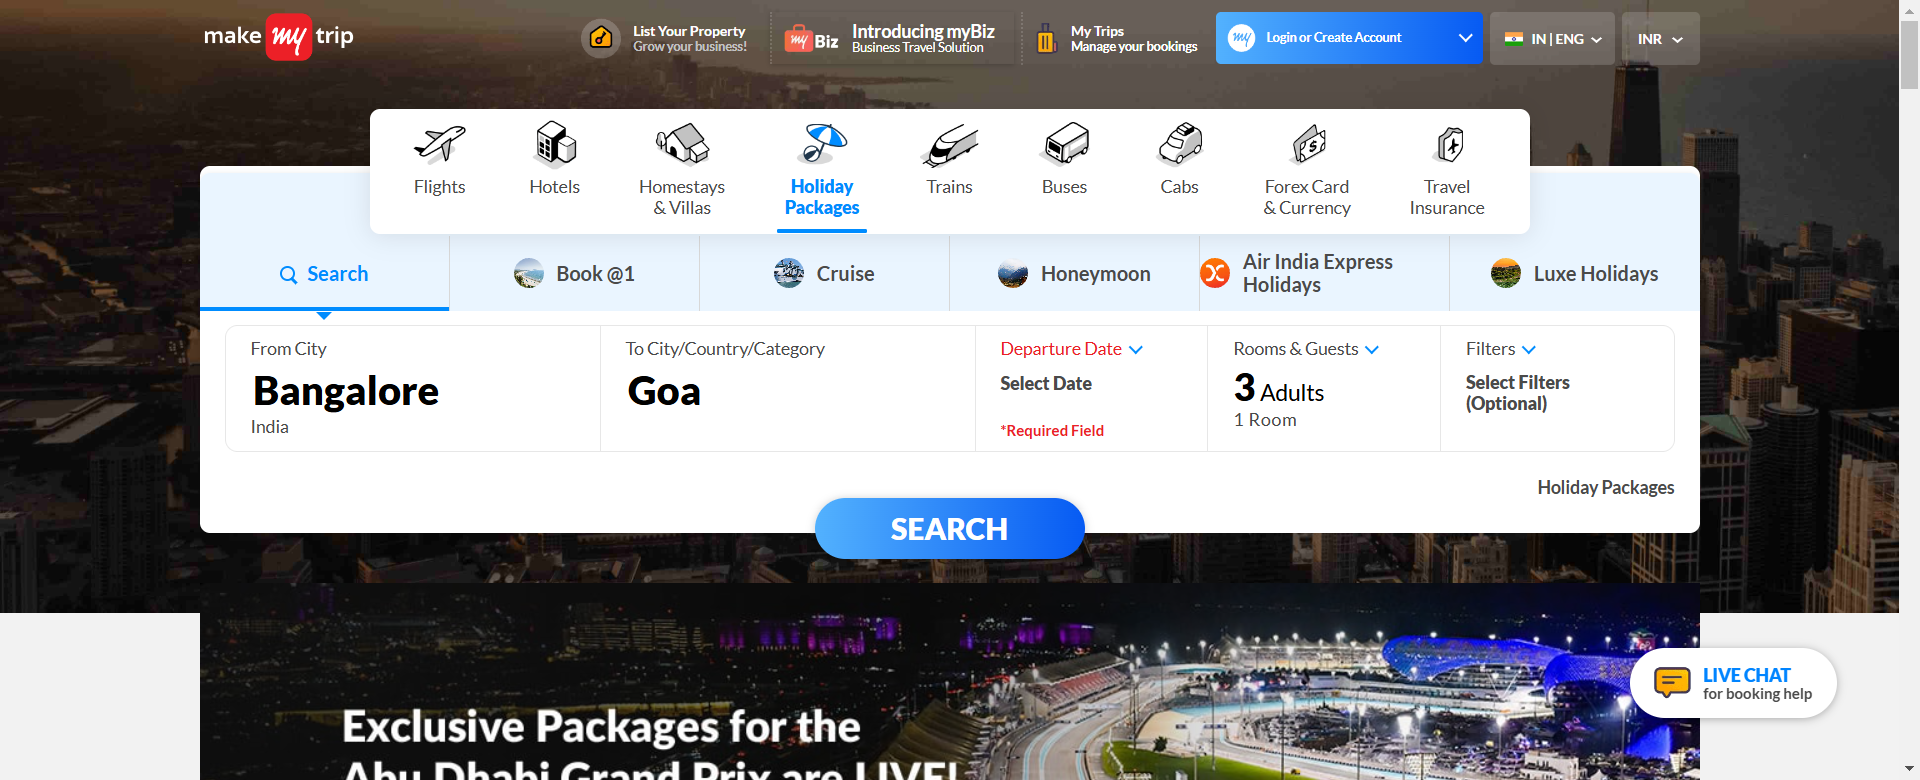 make my trip
List Your Property
Grow your business!
my Biz
Introducing myBiz
Business Travel Solution
My Trips
Manage your bookings
my
Login or Create Account
IN | ENG
INR
Flights
Hotels
Homestays
& Villas
Holiday
Packages
Trains
Buses
Cabs
Forex Card
& Currency
Travel
Insurance
Search
Book @1
Cruise
Honeymoon
Air India Express
Holidays
Luxe Holidays
From City
Bangalore
India
To City/Country/Category
Goa
Departure Date
Select Date
*Required Field
Rooms & Guests
3 Adults
1 Room
Filters
Select Filters
(Optional)
Holiday Packages
SEARCH
LIVE CHAT
for booking help
Exclusive Packages for the
Abu Dhabi Grand Prix are LIVE!